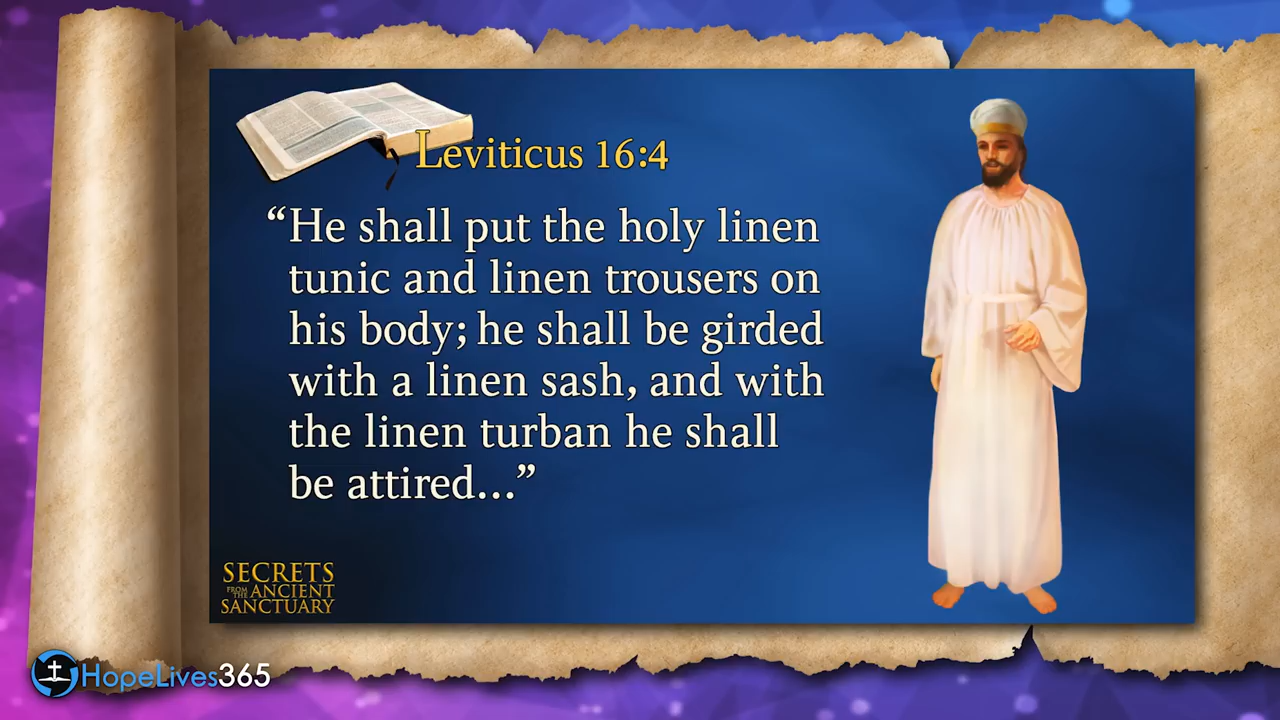 Leviticus 16:4
“He shall put the holy linen
tunic and linen trousers on
his body; he shall be girded
with a linen sash, and with
the linen turban he shall
be attired...”
SECRETS
FROM THE ANCIENT
SANCTUARY
HopeLives365